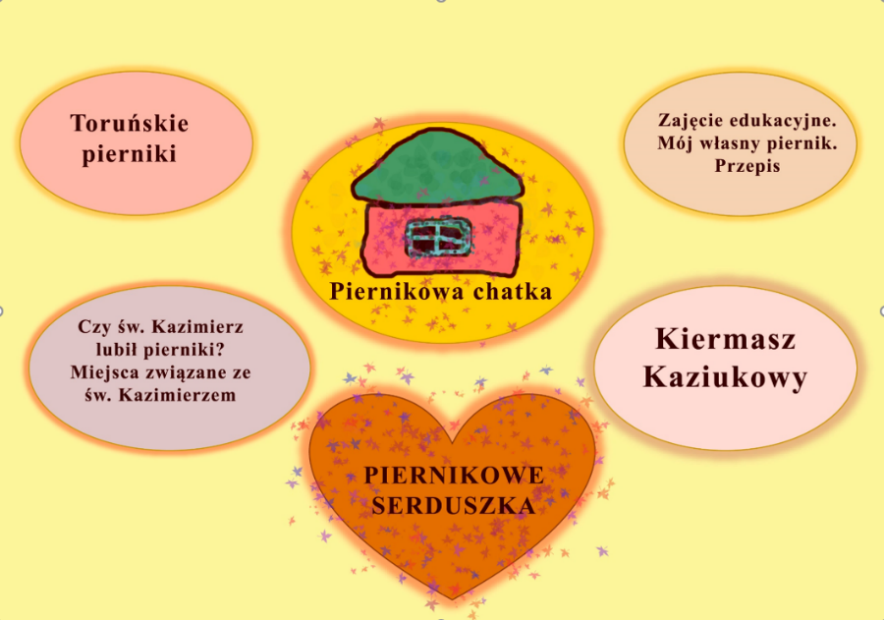 Toruńskie
pierniki
Zajęcie edukacyjne.
Mój własny piernik.
Przepis
Piernikowa chatka
Czy św. Kazimierz
lubił pierniki?
Miejsca związane ze
św. Kazimierzem
Kiermasz
Kaziukowy
PIERNIKOWE
SERDUSZKA